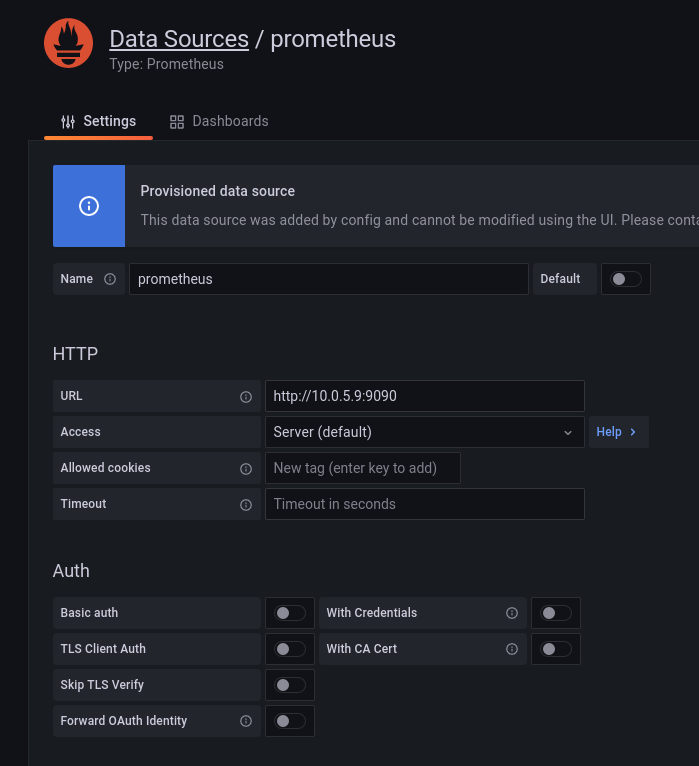 Data Sources / prometheus
Type: Prometheus
Settings Dashboards
Provisioned data source
This data source was added by config and cannot be modified using the UI. Please conta
Name prometheus Default
HTTP
URL http://10.0.5.9:9090
Access Server (default) Help
Allowed cookies New tag (enter key to add)
Timeout Timeout in seconds
Auth
Basic auth With Credentials
TLS Client Auth With CA Cert
Skip TLS Verify
Forward OAuth Identity